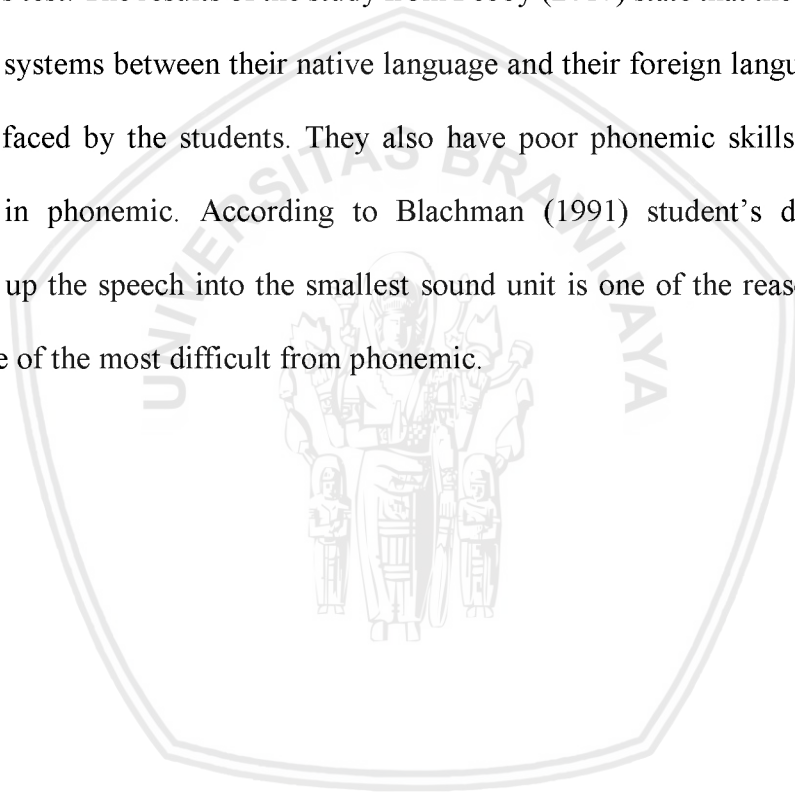 systems between their native language and their foreign
faced by the students. They also have poor phonemic skills
in phonemic. According to Blachman (1991) student's
up the speech into the smallest sound unit is one of the
of the most difficult from phonemic.
UNIVERSITAS BRAWIJAYA